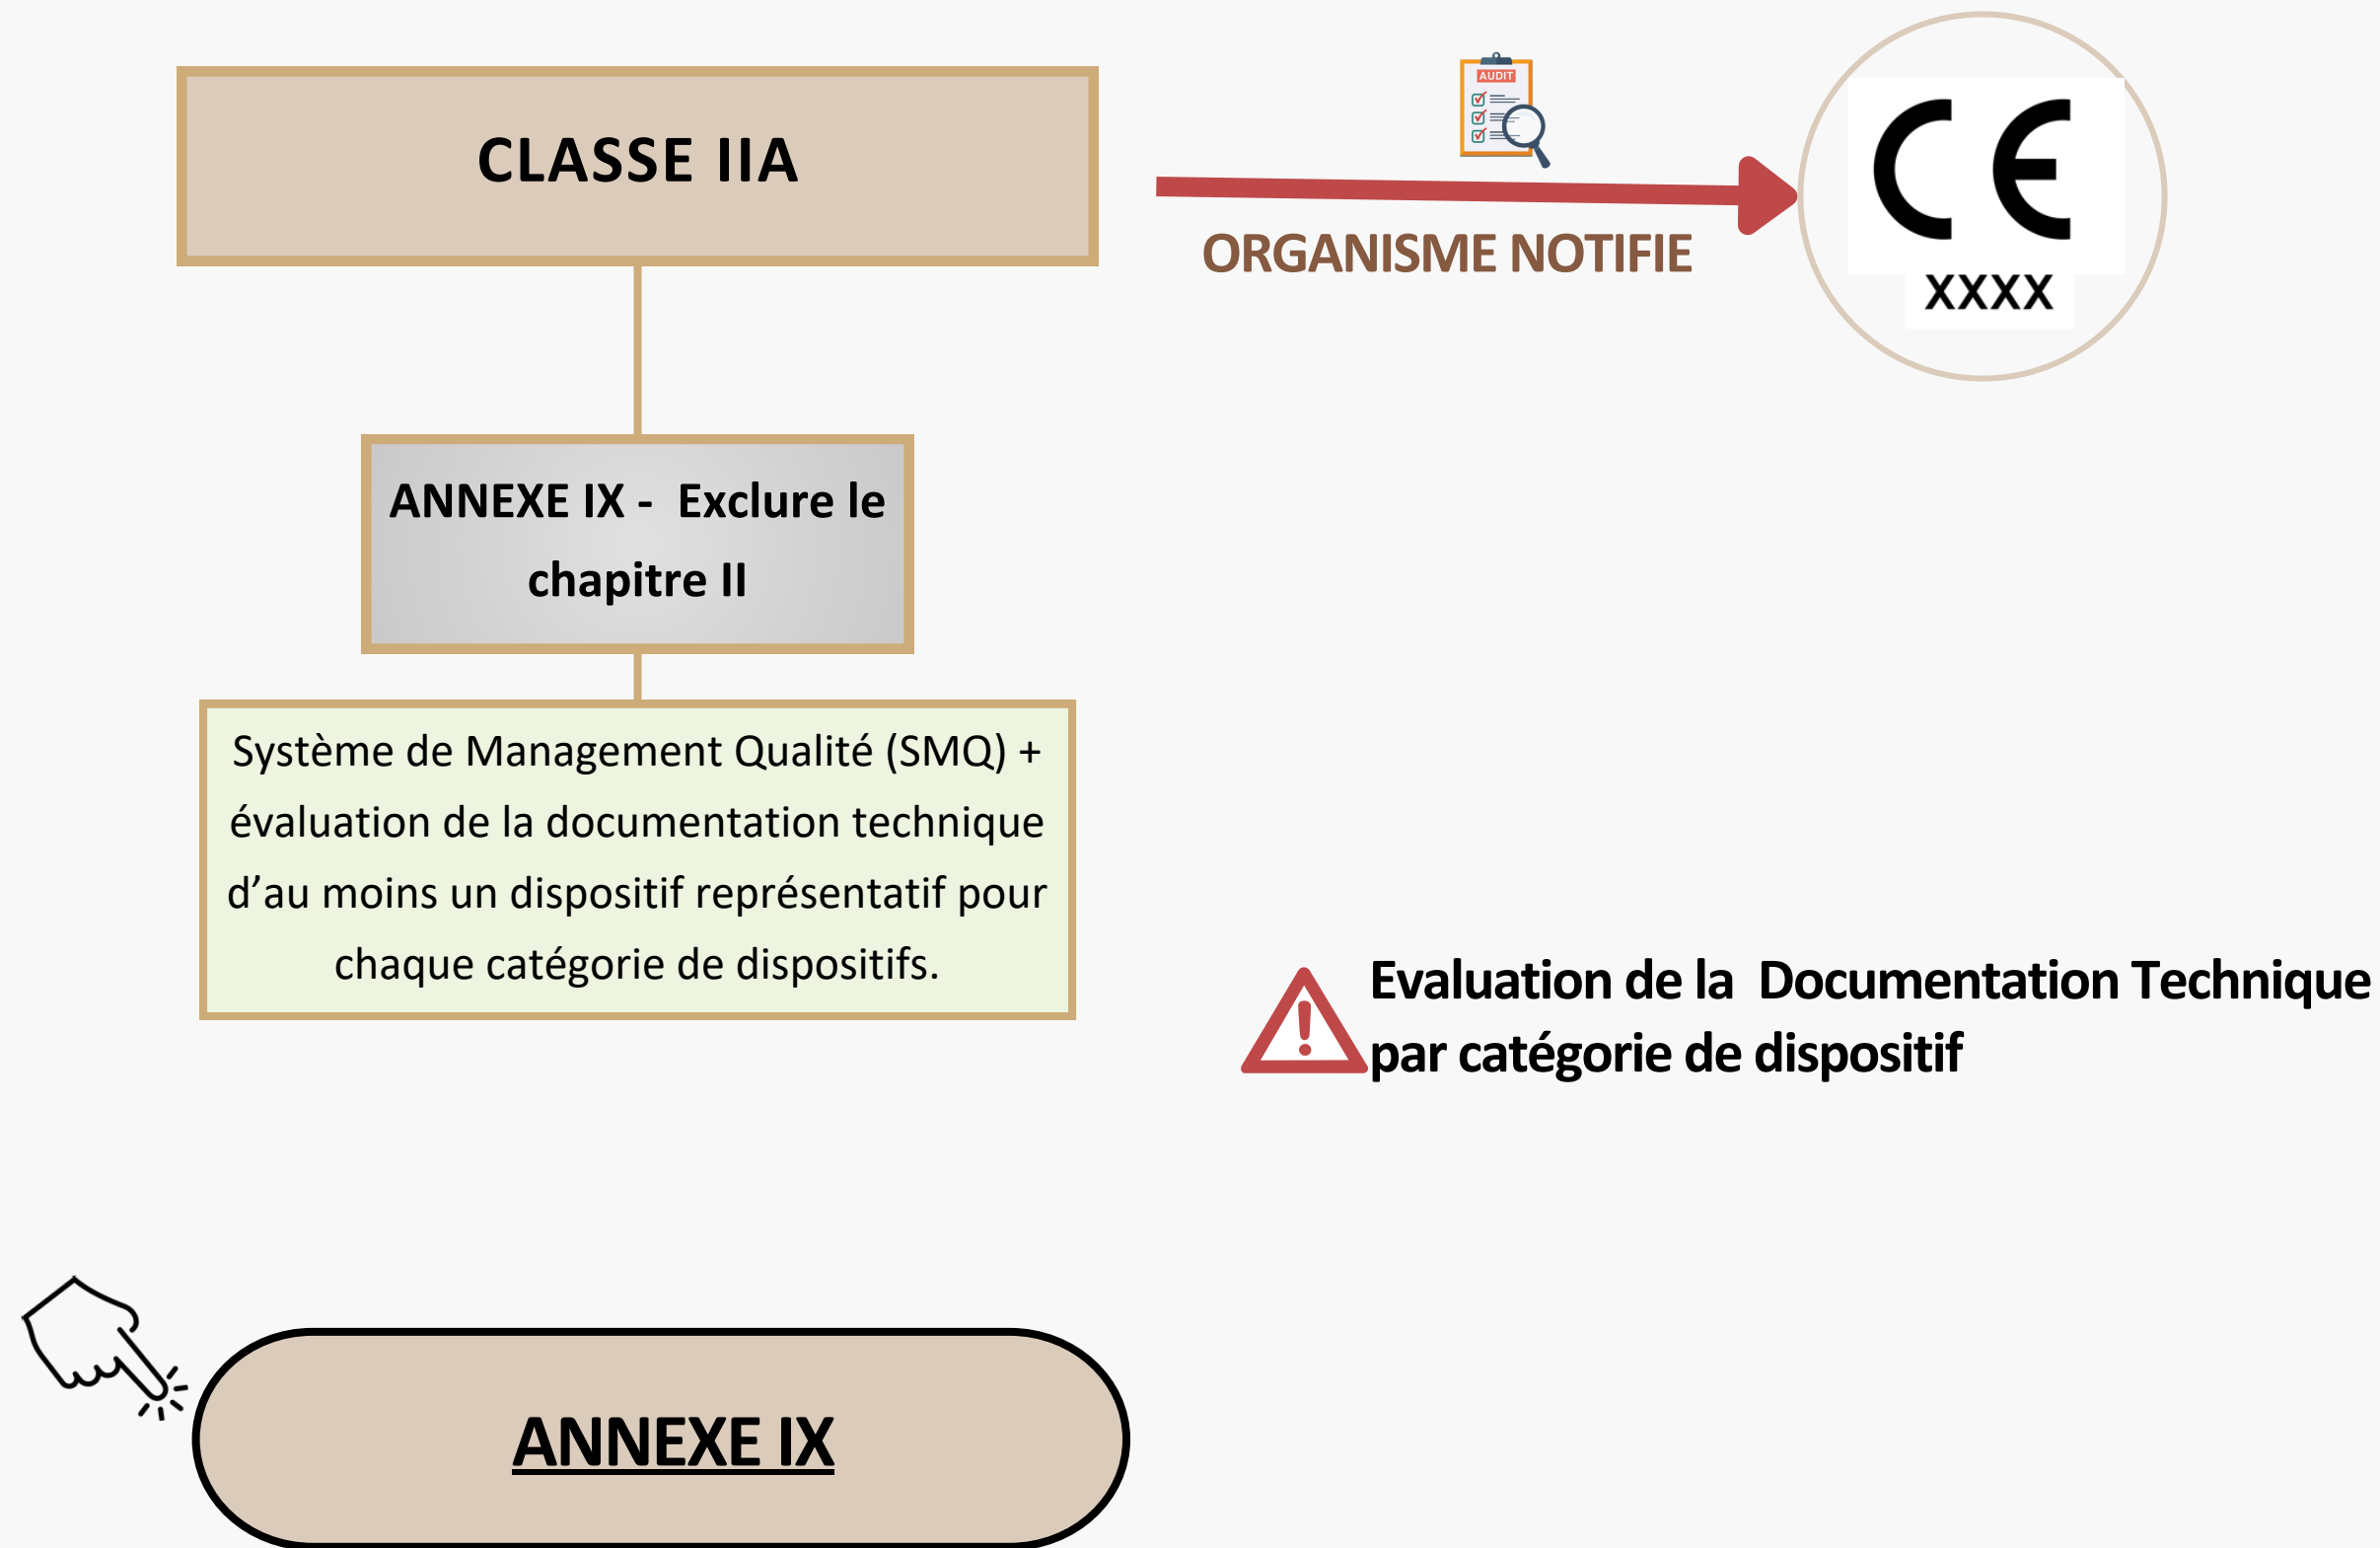 AUDIT
CLASSE IIA
CE
ORGANISME NOTIFIE
XXXX
ANNEXE IX - Exclure le
chapitre II
Système de Management Qualité (SMQ) +
évaluation de la documentation technique
d’au moins un dispositif représentatif pour
chaque catégorie de dispositifs.
Evaluation de la Documentation Technique
par catégorie de dispositif
ANNEXE IX